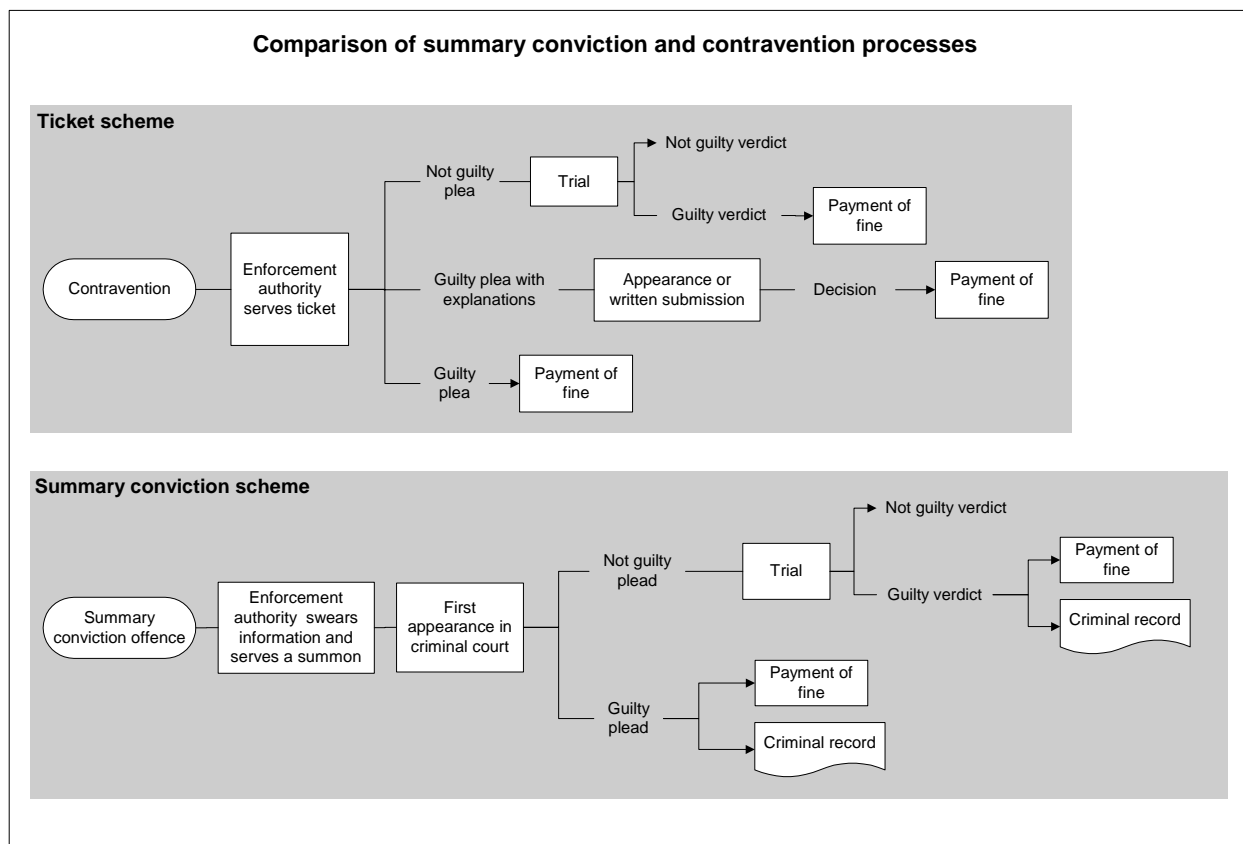 Comparison of summary conviction and contravention processes
Ticket scheme
Not guilty
plea
Trial
Not guilty verdict
Guilty verdict
Payment of
fine
Contravention
Enforcement
authority
serves ticket
Guilty plea with
explanations
Appearance or
written submission
Decision
Payment of
fine
Guilty
plea
Payment of
fine
Summary conviction scheme
Summary
conviction offence
Enforcement
authority swears
information and
serves a summon
First
appearance in
criminal court
Not guilty
plead
Trial
Not guilty verdict
Guilty verdict
Payment of
fine
Criminal record
Guilty
plead
Payment of
fine
Criminal record